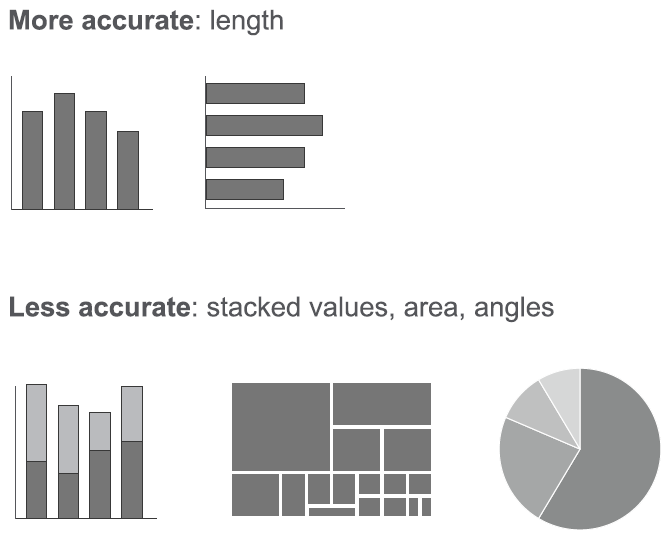 More accurate: length
Less accurate: stacked values, area, angles